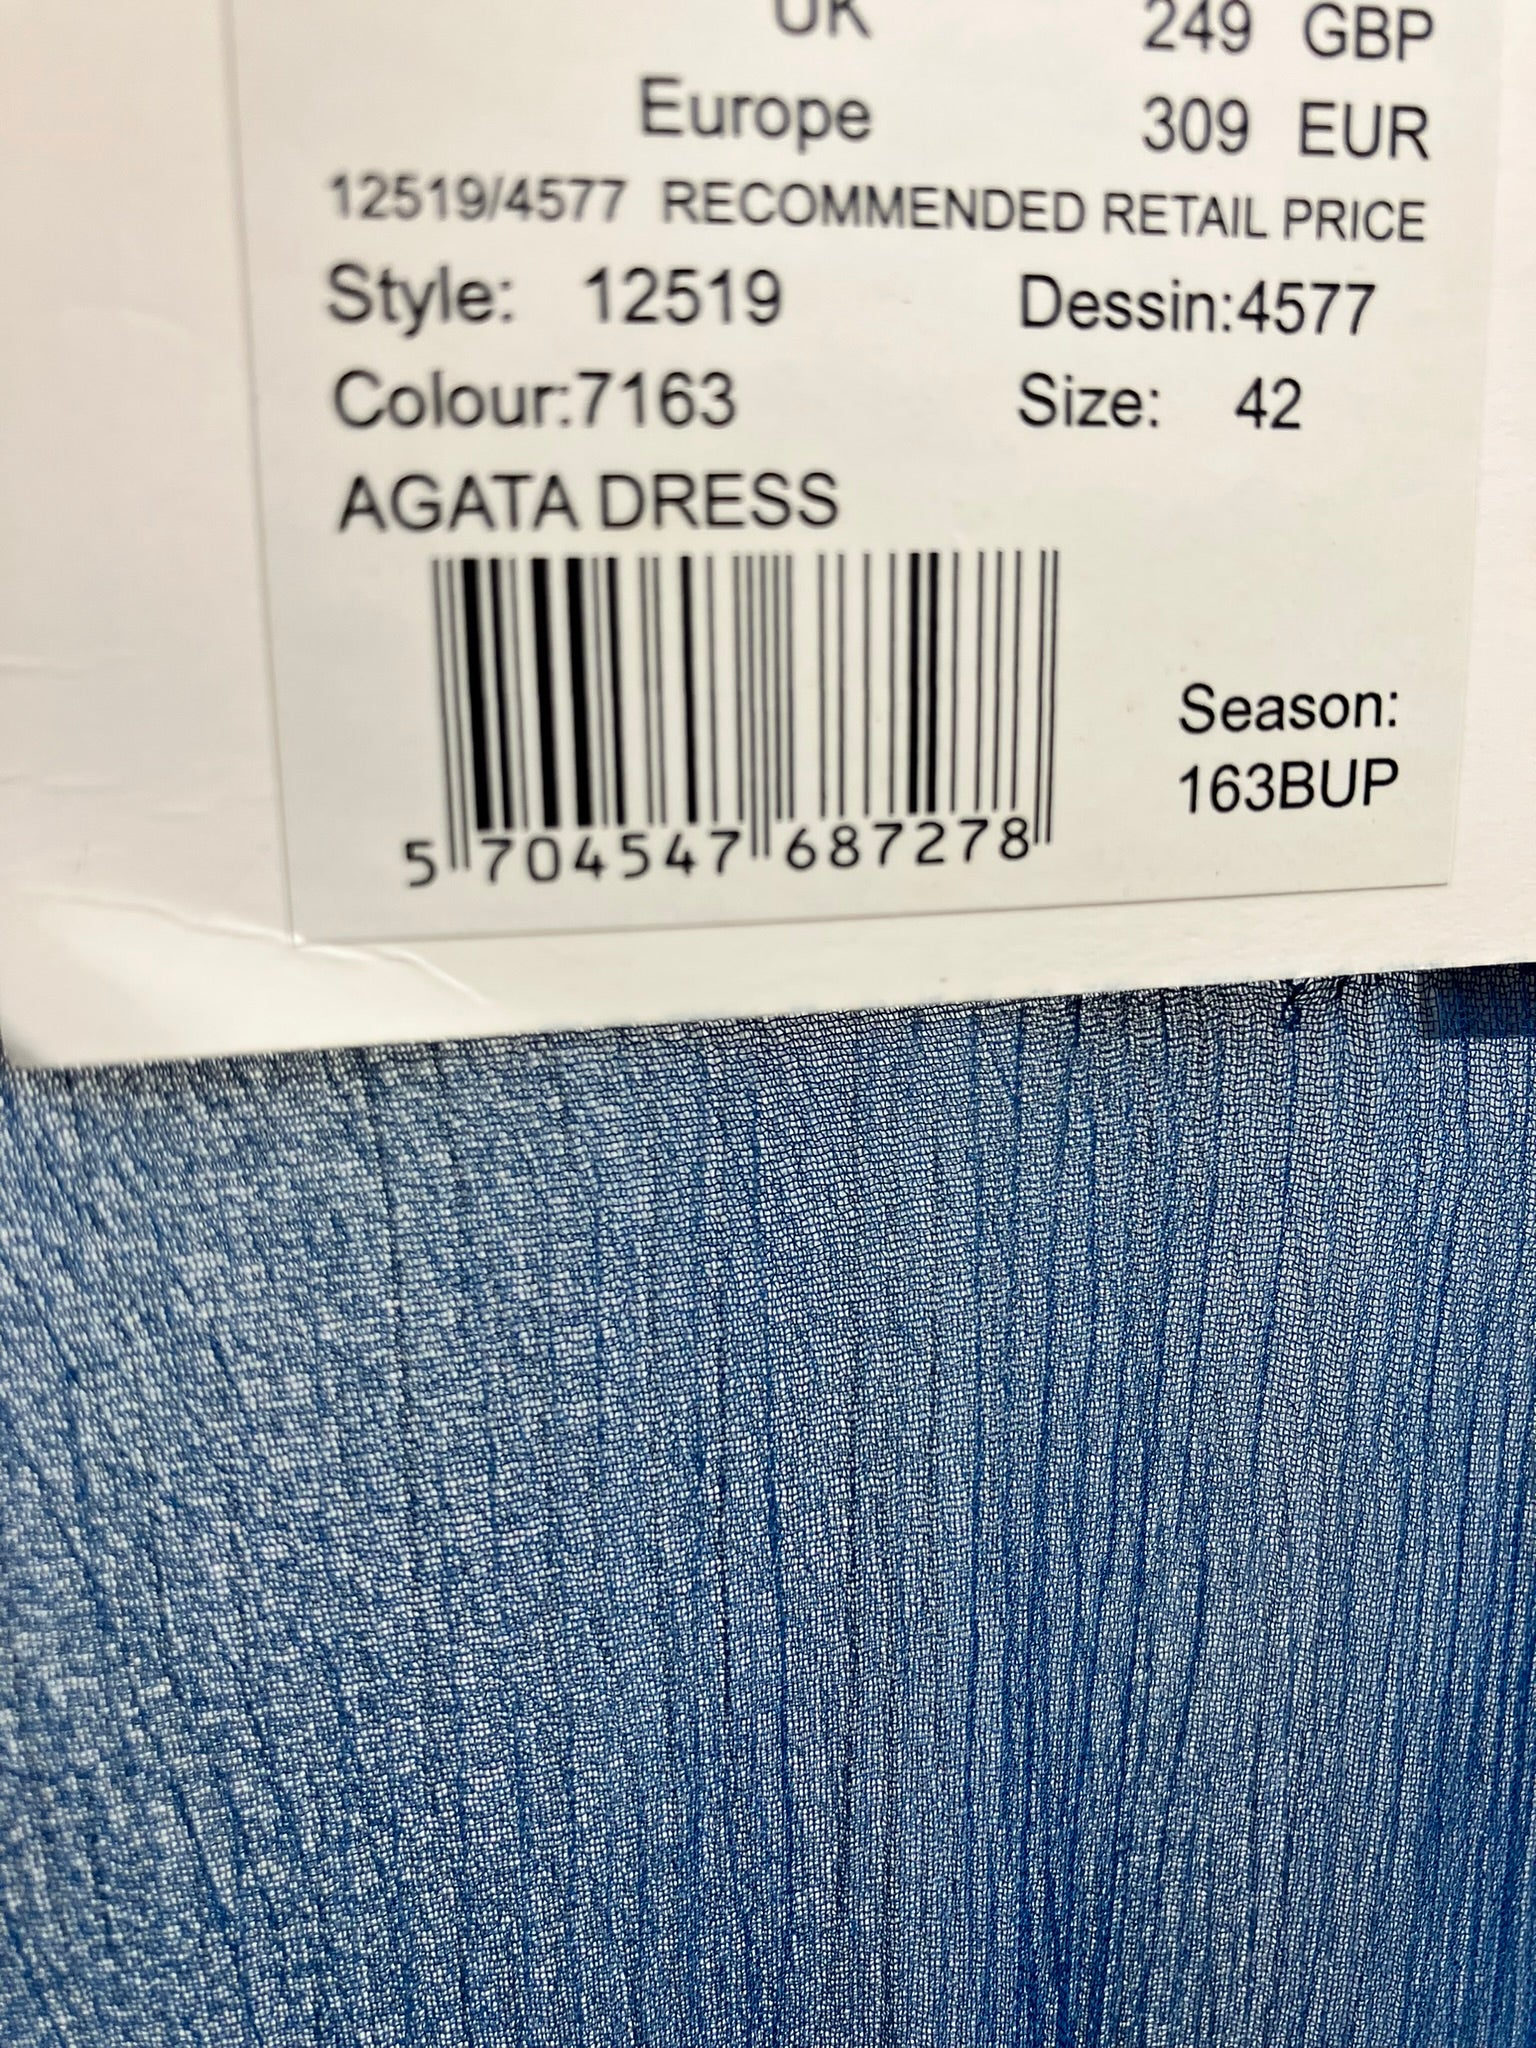 UK 249 GBP
Europe 309 EUR
12519/4577 RECOMMENDED RETAIL PRICE
Style: 12519 Dessin:4577
Colour:7163 Size: 42
AGATA DRESS
Season:
163BUP
5 704547 687278